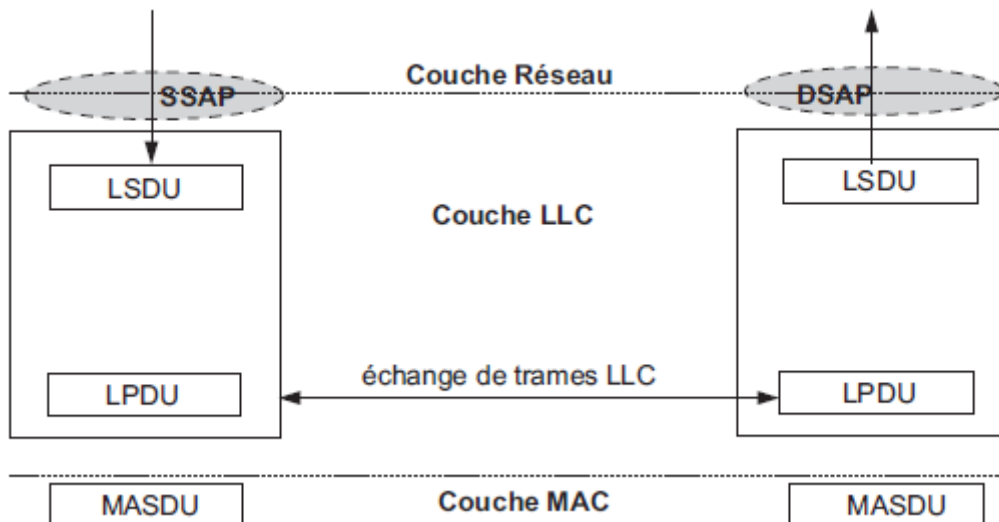 Couche Réseau
SSAP
DSAP
LSDU
LSDU
Couche LLC
échange de trames LLC
LPDU
LPDU
MASDU
Couche MAC
MASDU